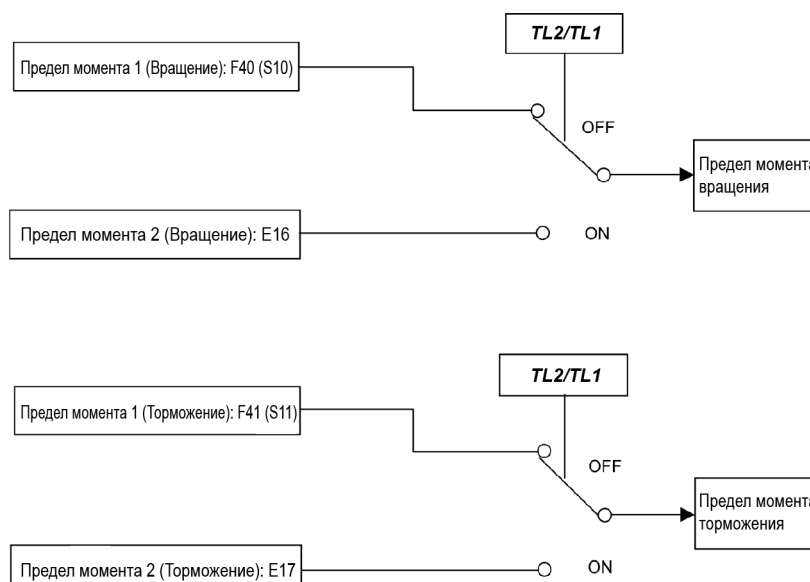 TL2/TL1
Предел момента 1 (Вращение): F40 (S10)
OFF
Предел момента
вращения
Предел момента 2 (Вращение): E16
ON
TL2/TL1
Предел момента 1 (Торможение): F41 (S11)
OFF
Предел момента
торможения
Предел момента 2 (Торможение): E17
ON